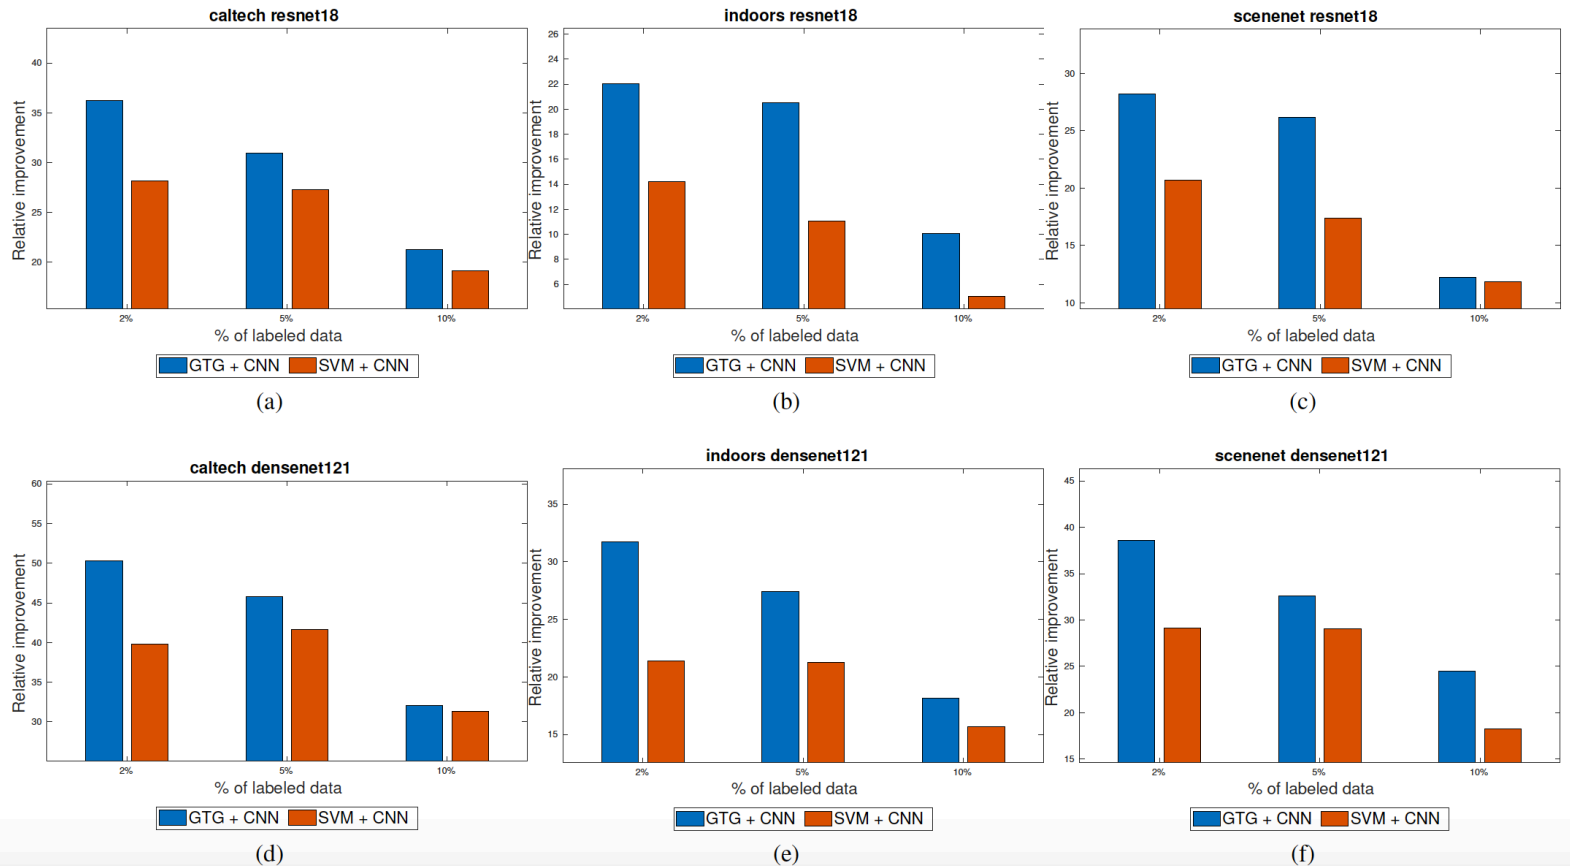 caltech resnet18
Relative improvement
40
35
30
25
20
2% 5% 10%
% of labeled data
GTG + CNN SVM + CNN
(a)
indoors resnet18
Relative improvement
26
24
22
20
18
16
14
12
10
8
6
2% 5% 10%
% of labeled data
GTG + CNN SVM + CNN
(b)
scenenet resnet18
Relative improvement
30
25
20
15
10
2% 5% 10%
% of labeled data
GTG + CNN SVM + CNN
(c)
caltech densenet121
Relative improvement
60
55
50
45
40
35
30
2% 5% 10%
% of labeled data
GTG + CNN SVM + CNN
(d)
indoors densenet121
Relative improvement
35
30
25
20
15
2% 5% 10%
% of labeled data
GTG + CNN SVM + CNN
(e)
scenenet densenet121
Relative improvement
45
40
35
30
25
20
15
2% 5% 10%
% of labeled data
GTG + CNN SVM + CNN
(f)